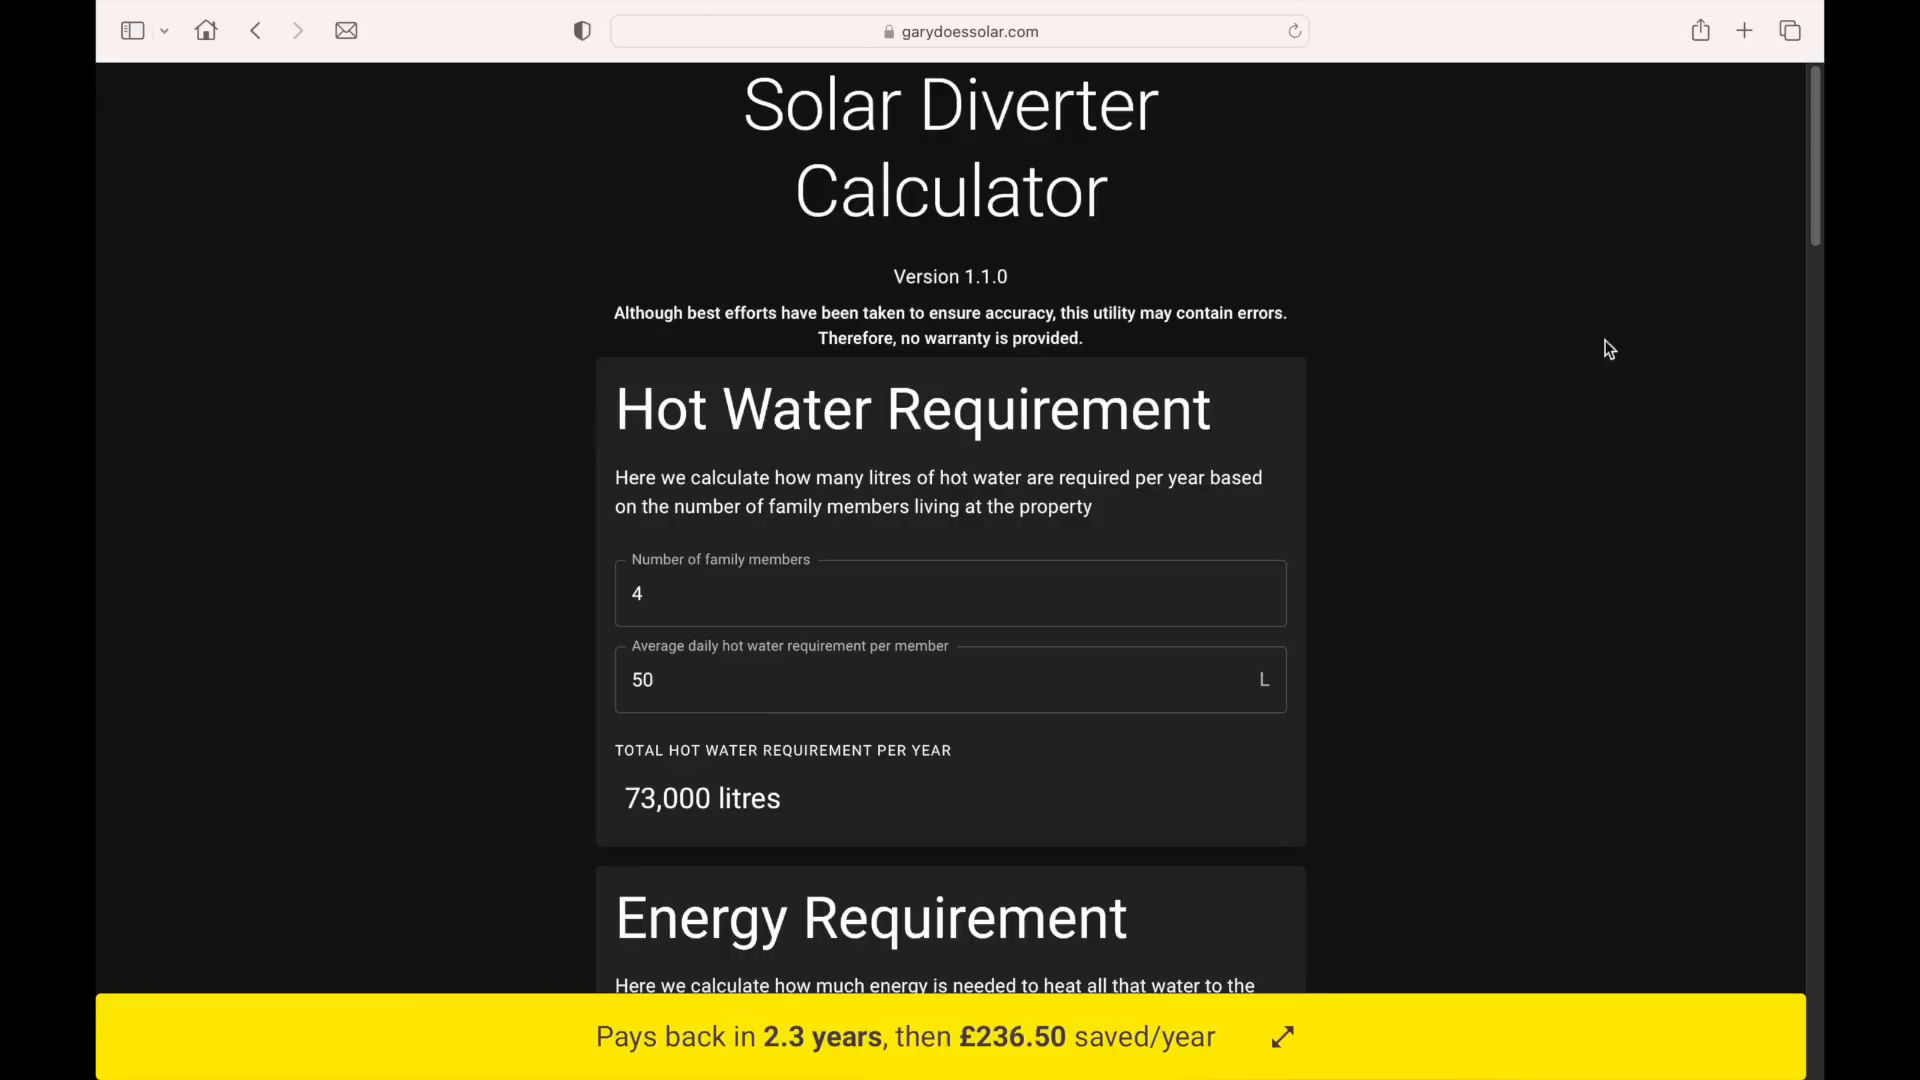 garydoessolar.com
Solar Diverter
Calculator
Version 1.1.0
Although best efforts have been taken to ensure accuracy, this utility may contain errors.
Therefore, no warranty is provided.
Hot Water Requirement
Here we calculate how many litres of hot water are required per year based
on the number of family members living at the property
Number of family members
4
Average daily hot water requirement per member
50 L
TOTAL HOT WATER REQUIREMENT PER YEAR
73,000 litres
Energy Requirement
Here we calculate how much energy is needed to heat all that water to the
Pays back in 2.3 years, then £236.50 saved/year